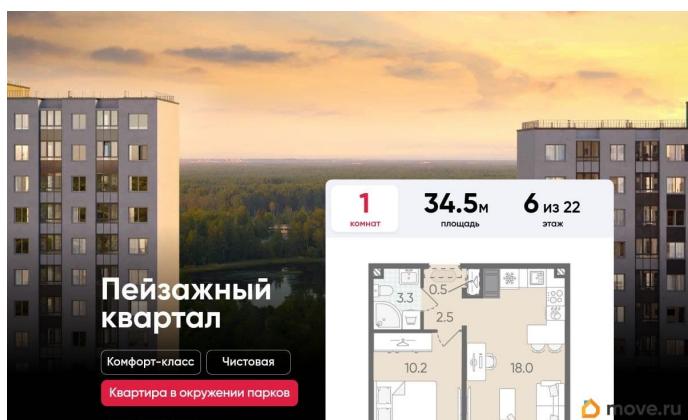 1
комнат
34.5м
площадь
6 из 22
этаж
Пейзажный
квартал
Комфорт-класс
Чистовая
Квартира в окружении парков
3.3
0.5
2.5
10.2
18.0
move.ru